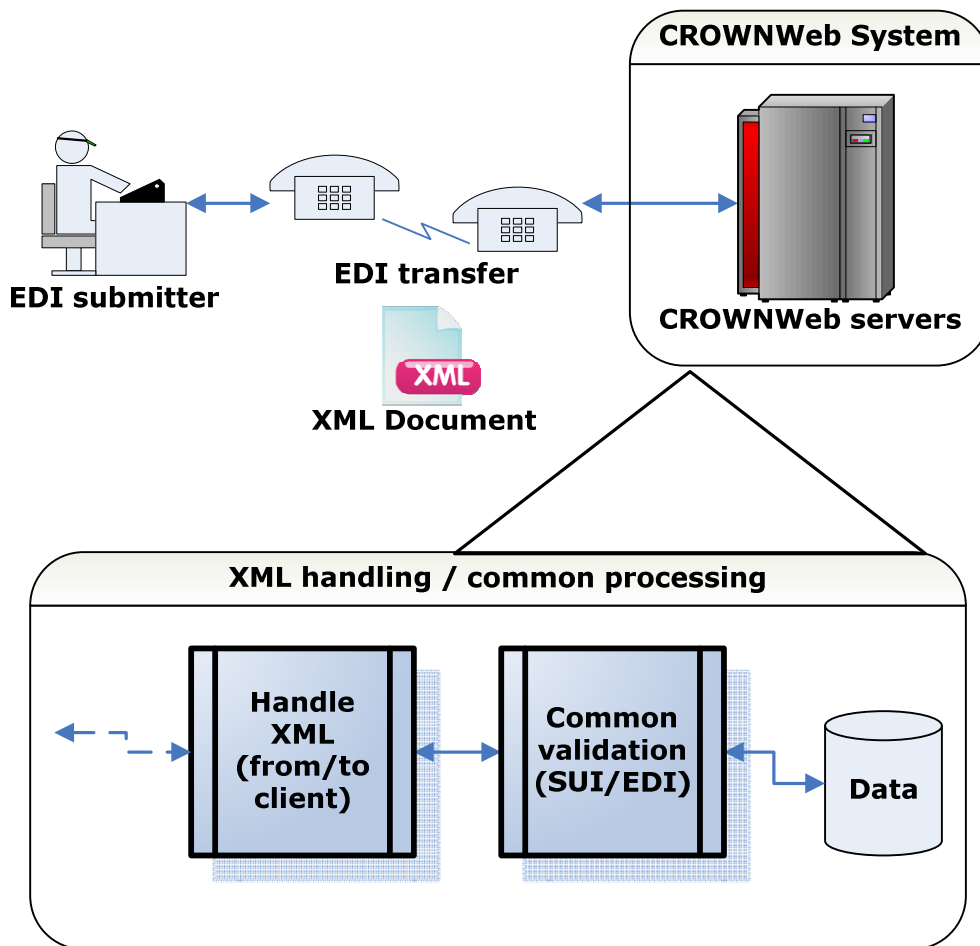 CROWNWeb System
EDI submitter
EDI transfer
CROWNWeb servers
XML
XML Document
XML handling / common processing
Handle
XML
(from/to
client)
Common
validation
(SUI/EDI)
Data